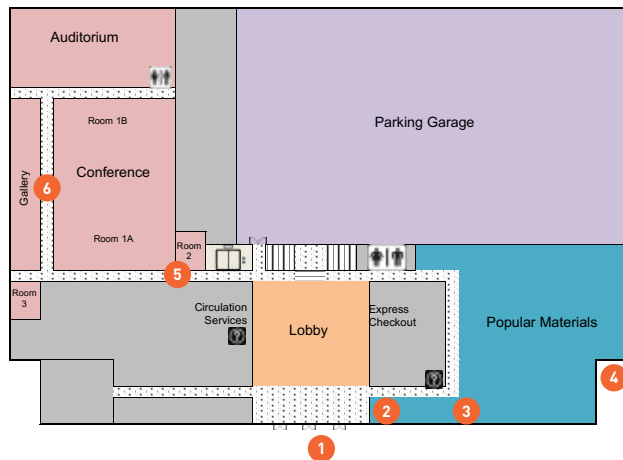 Auditorium
Parking Garage
Room 1B
Conference
Gallery
6
Room 1A
Room
2
5
Room
3
Circulation
Services
Lobby
Express
Checkout
Popular Materials
4
2
3
1